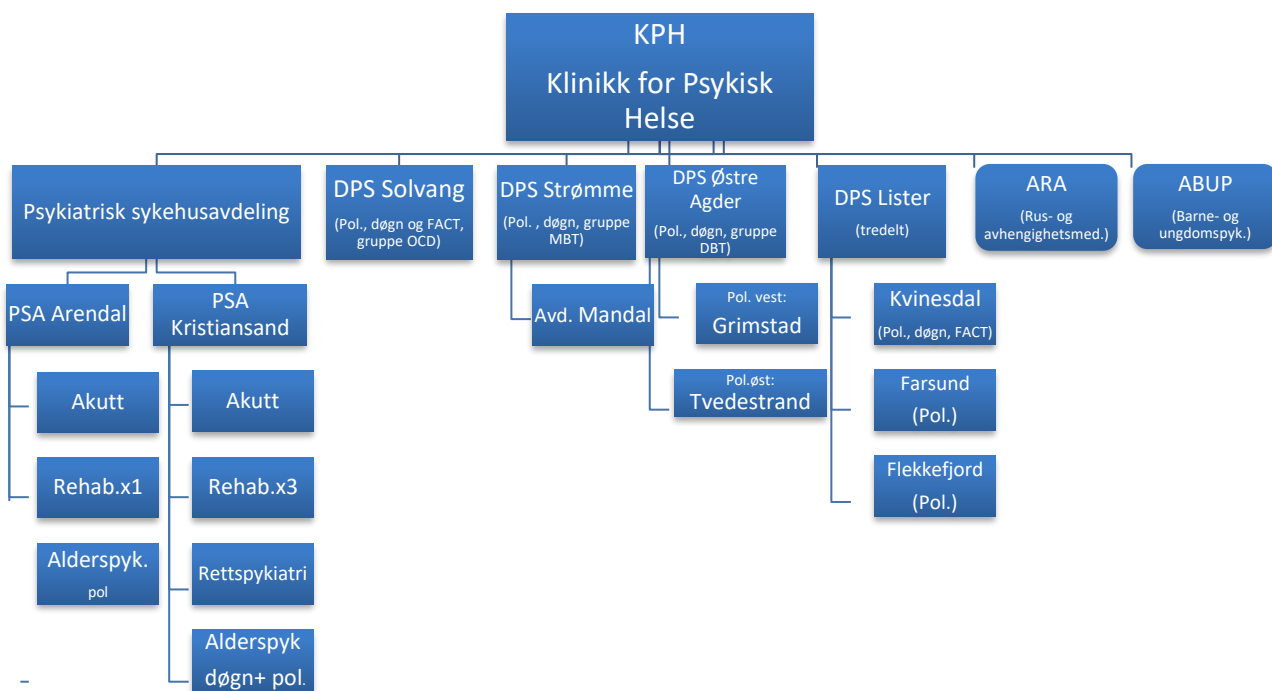 KPH
Klinikk for Psykisk
Helse
Psykiatrisk sykehusavdeling
DPS Solvang
(Pol., døgn og FACT,
gruppe OCD)
DPS Strømme
(Pol. , døgn, gruppe
MBT)
DPS Østre
Agder
(Pol., døgn, gruppe
DBT)
DPS Lister
(tredelt)
ARA
(Rus- og
avhengighetsmed.)
ABUP
(Barne- og
ungdomspyk.)
PSA Arendal
PSA
Kristiansand
Avd. Mandal
Pol. vest:
Grimstad
Kvinesdal
(Pol., døgn, FACT)
Akutt
Akutt
Pol.øst:
Tvedestrand
Farsund
(Pol.)
Rehab.x1
Rehab.x3
Flekkefjord
(Pol.)
Alderspyk.
pol
Rettspykiatri
Alderspyk
døgn+ pol.